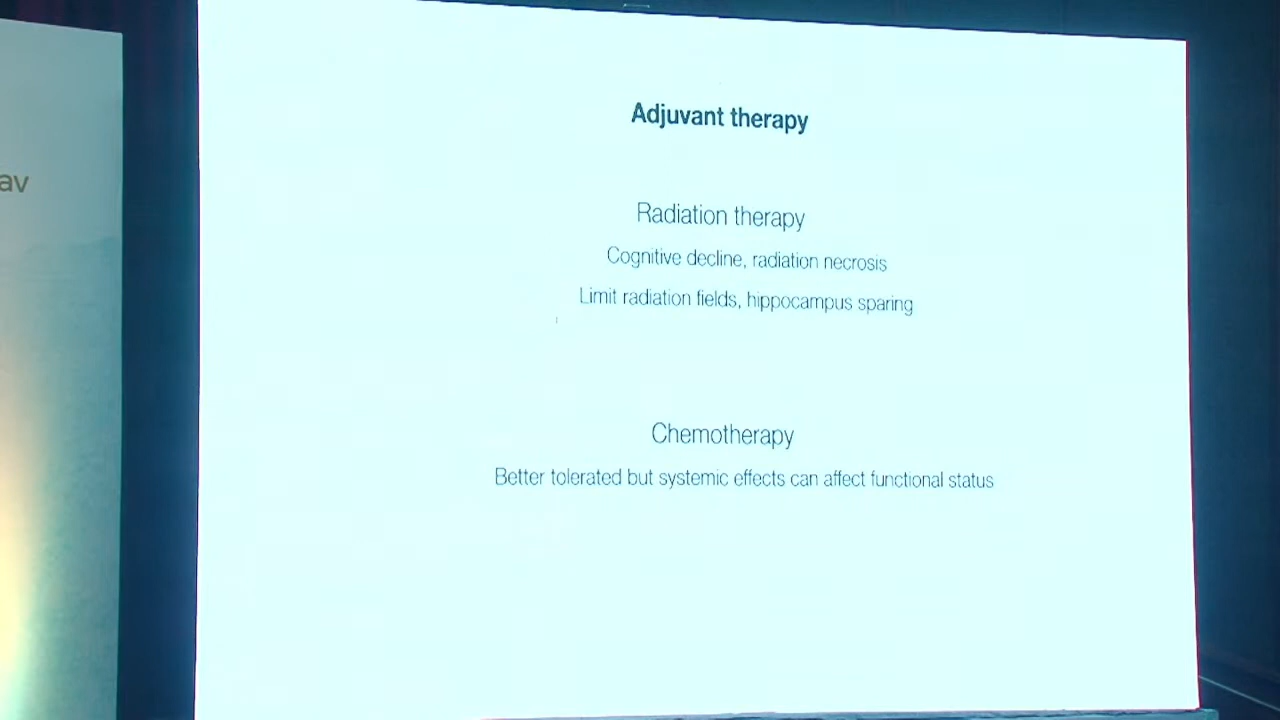 av
Adjuvant therapy
Radiation therapy
Cognitive decline, radiation necrosis
Limit radiation fields, hippocampus sparing
Chemotherapy
Better tolerated but systemic effects can affect functional status